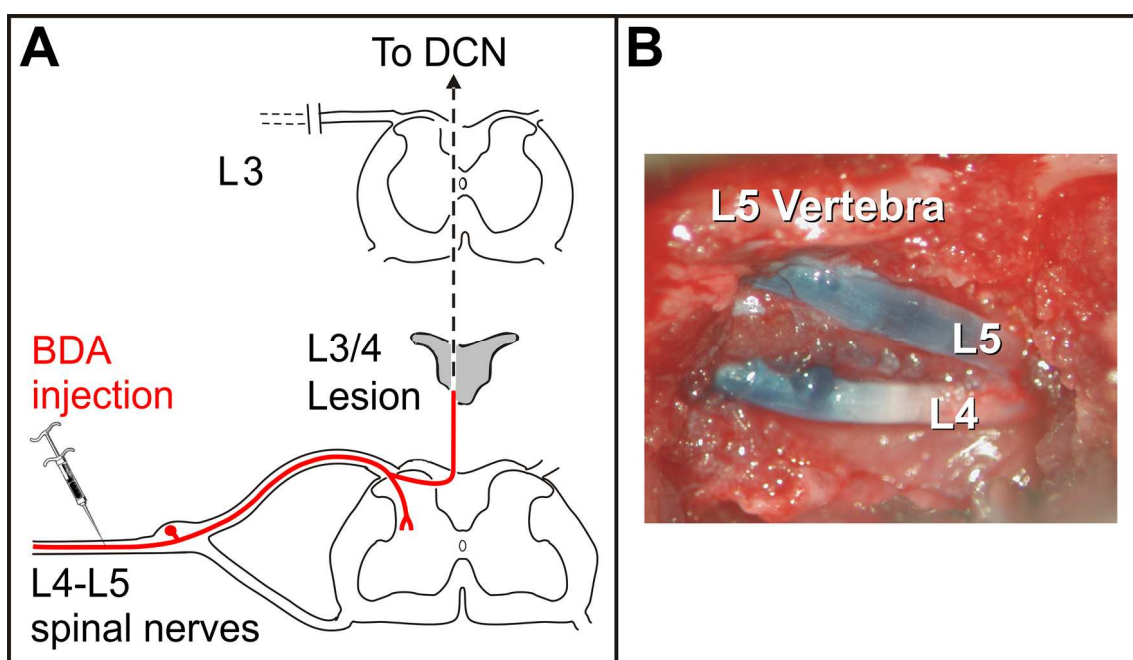 A
To DCN
L3
BDA
injection
L3/4
Lesion
L4-L5
spinal nerves
B
L5 Vertebra
L5
L4